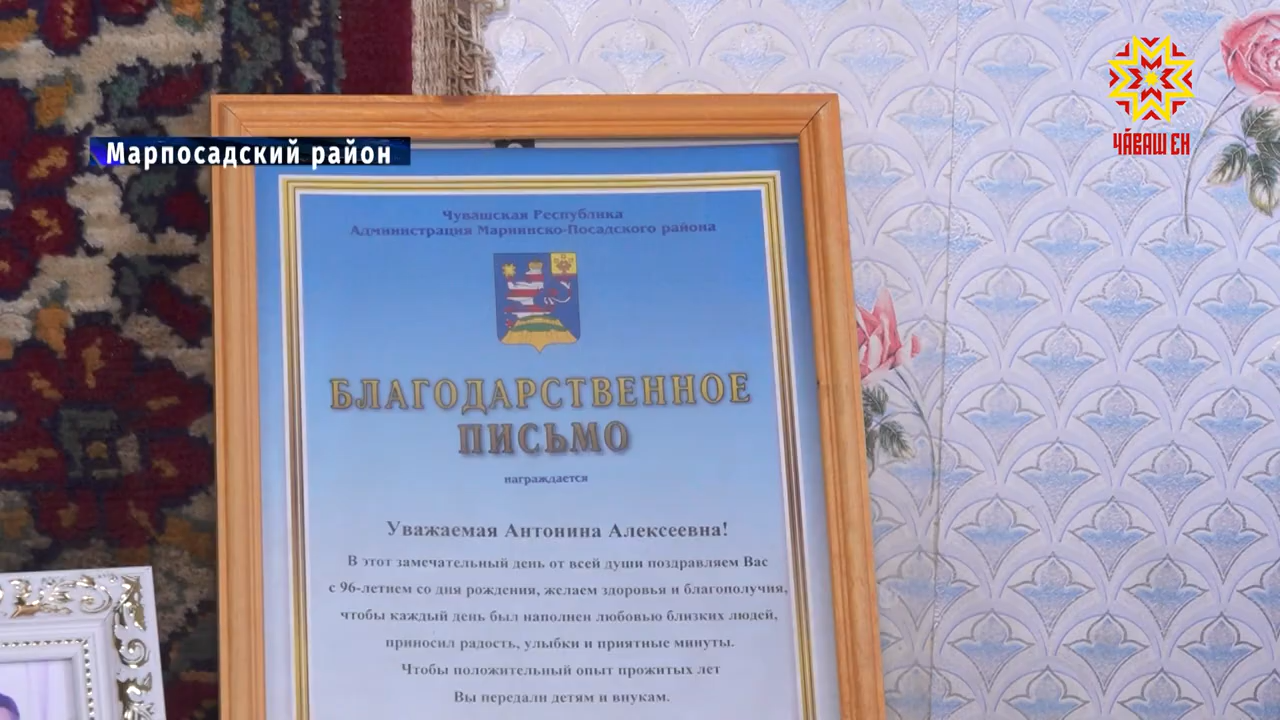 ЧӐВАШ ЕН
Марпосадский район
Чувашская Республика
Администрация Мариинско-Посадского района
БЛАГОДАРСТВЕННОЕ
ПИСЬМО
награждается
Уважаемая Антонина Алексеевна!
В этот замечательный день от всей души поздравляем Вас
с 96-летием со дня рождения, желаем здоровья и благополучия,
чтобы каждый день был наполнен любовью близких людей,
приносил радость, улыбки и приятные минуты.
Чтобы положительный опыт прожитых лет
Вы передали детям и внукам.